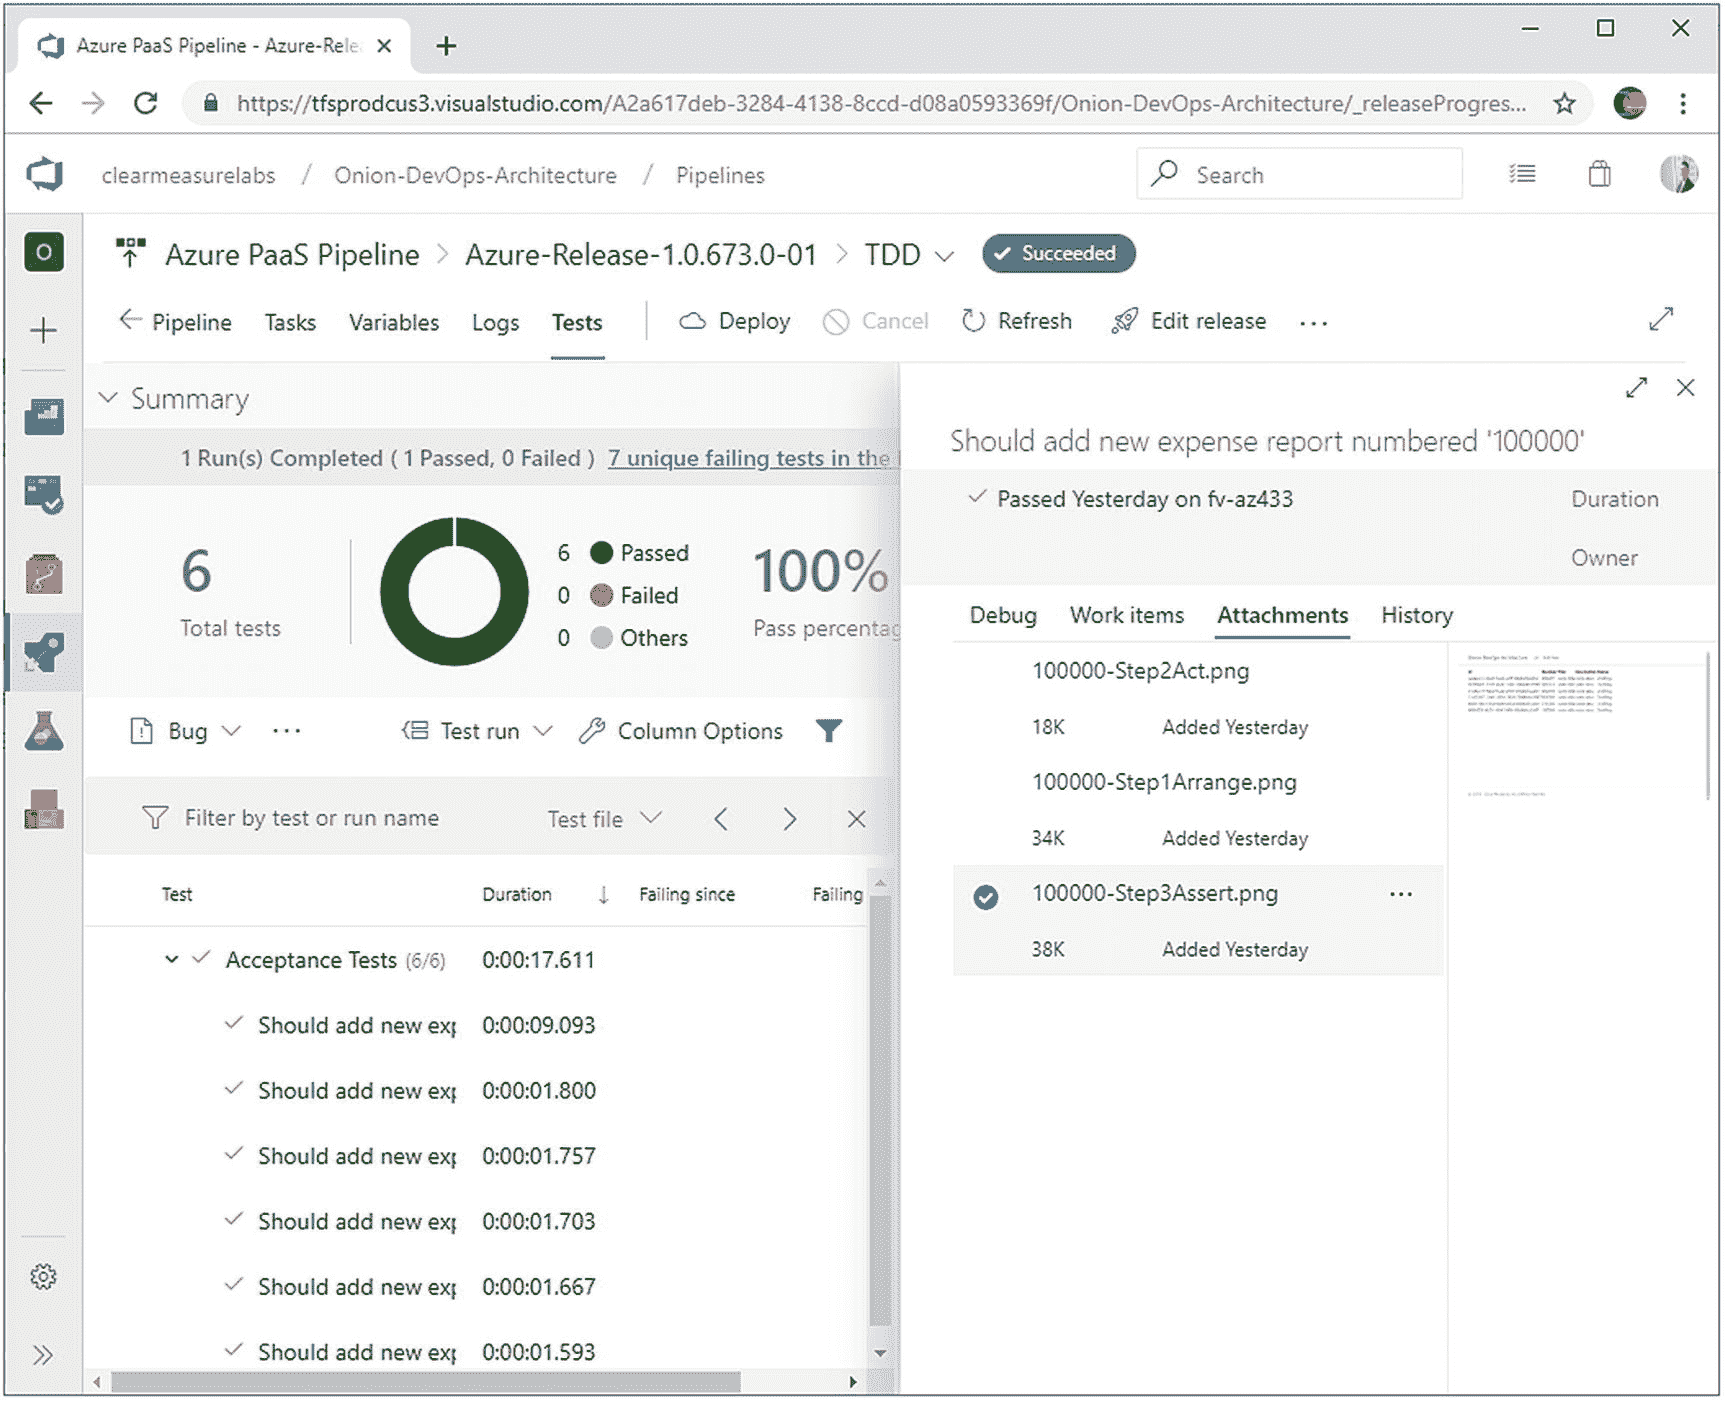 Azure PaaS Pipeline - Azure-Rele
https://tfsprodcus3.visualstudio.com/A2a617deb-3284-4138-8ccd-d08a0593369f/Onion-DevOps-Architecture/_releaseProgres...
clearmeasurelabs / Onion-DevOps-Architecture / Pipelines
Search
O
Azure PaaS Pipeline > Azure-Release-1.0.673.0-01 > TDD
Succeeded
Pipeline Tasks Variables Logs Tests Deploy Cancel Refresh Edit release ...
Summary
1 Run(s) Completed ( 1 Passed, 0 Failed ) 7 unique failing tests in the
6
Total tests
6 Passed
0 Failed
0 Others
100%
Pass percentag
Bug ... Test run Column Options
Filter by test or run name Test file
Test Duration Failing since Failing
Acceptance Tests (6/6) 0:00:17.611
Should add new exp 0:00:09.093
Should add new exp 0:00:01.800
Should add new exp 0:00:01.757
Should add new exp 0:00:01.703
Should add new exp 0:00:01.667
Should add new exp 0:00:01.593
Should add new expense report numbered '100000'
Passed Yesterday on fv-az433 Duration
Owner
Debug Work items Attachments History
100000-Step2Act.png
18K Added Yesterday
100000-Step1Arrange.png
34K Added Yesterday
100000-Step3Assert.png ...
38K Added Yesterday